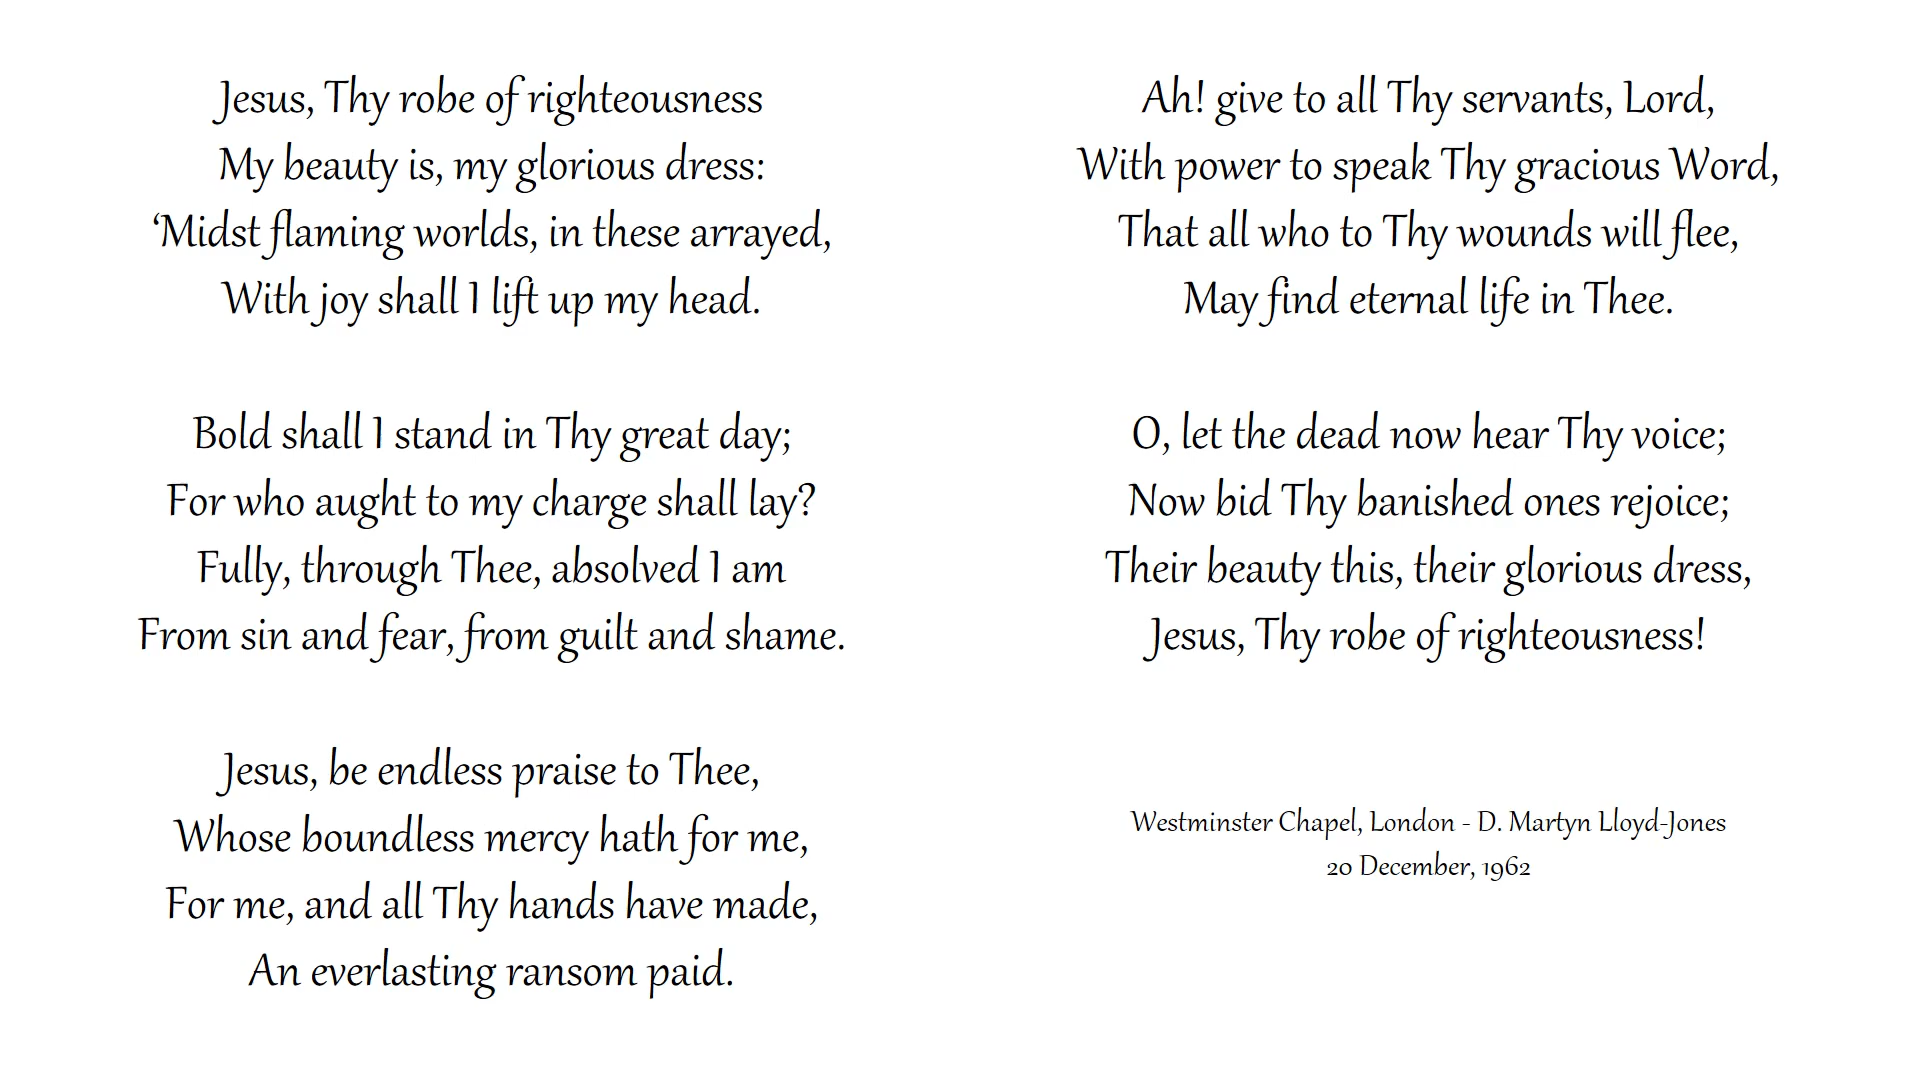 Jesus, Thy robe of righteousness
My beauty is, my glorious dress:
‘Midst flaming worlds, in these arrayed,
With joy shall I lift up my head.

Bold shall I stand in Thy great day;
For who aught to my charge shall lay?
Fully, through Thee, absolved I am
From sin and fear, from guilt and shame.

Jesus, be endless praise to Thee,
Whose boundless mercy hath for me,
For me, and all Thy hands have made,
An everlasting ransom paid.

Ah! give to all Thy servants, Lord,
With power to speak Thy gracious Word,
That all who to Thy wounds will flee,
May find eternal life in Thee.

O, let the dead now hear Thy voice;
Now bid Thy banished ones rejoice;
Their beauty this, their glorious dress,
Jesus, Thy robe of righteousness!

Westminster Chapel, London - D. Martyn Lloyd-Jones
20 December, 1962